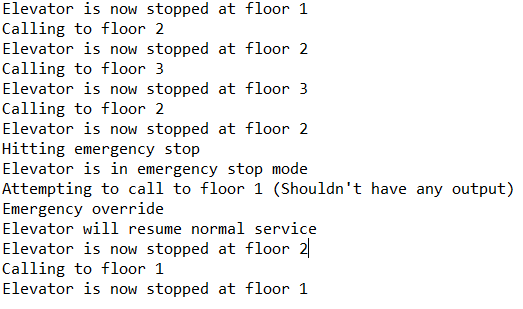 Elevator is now stopped at floor 1
Calling to floor 2
Elevator is now stopped at floor 2
Calling to floor 3
Elevator is now stopped at floor 3
Calling to floor 2
Elevator is now stopped at floor 2
Hitting emergency stop
Elevator is in emergency stop mode
Attempting to call to floor 1 (Shouldn't have any output)
Emergency override
Elevator will resume normal service
Elevator is now stopped at floor 2
Calling to floor 1
Elevator is now stopped at floor 1